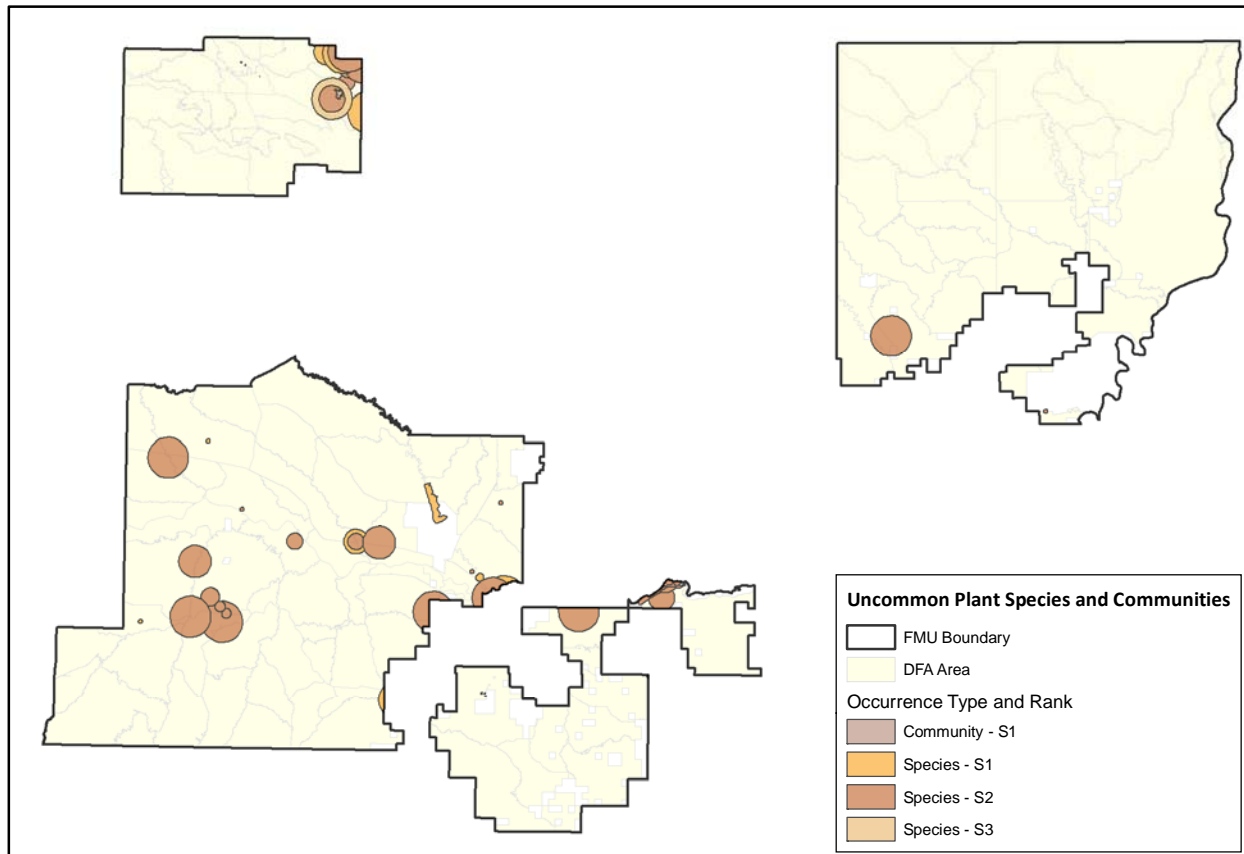 Uncommon Plant Species and Communities
FMU Boundary
DFA Area
Occurrence Type and Rank
Community - S1
Species - S1
Species - S2
Species - S3